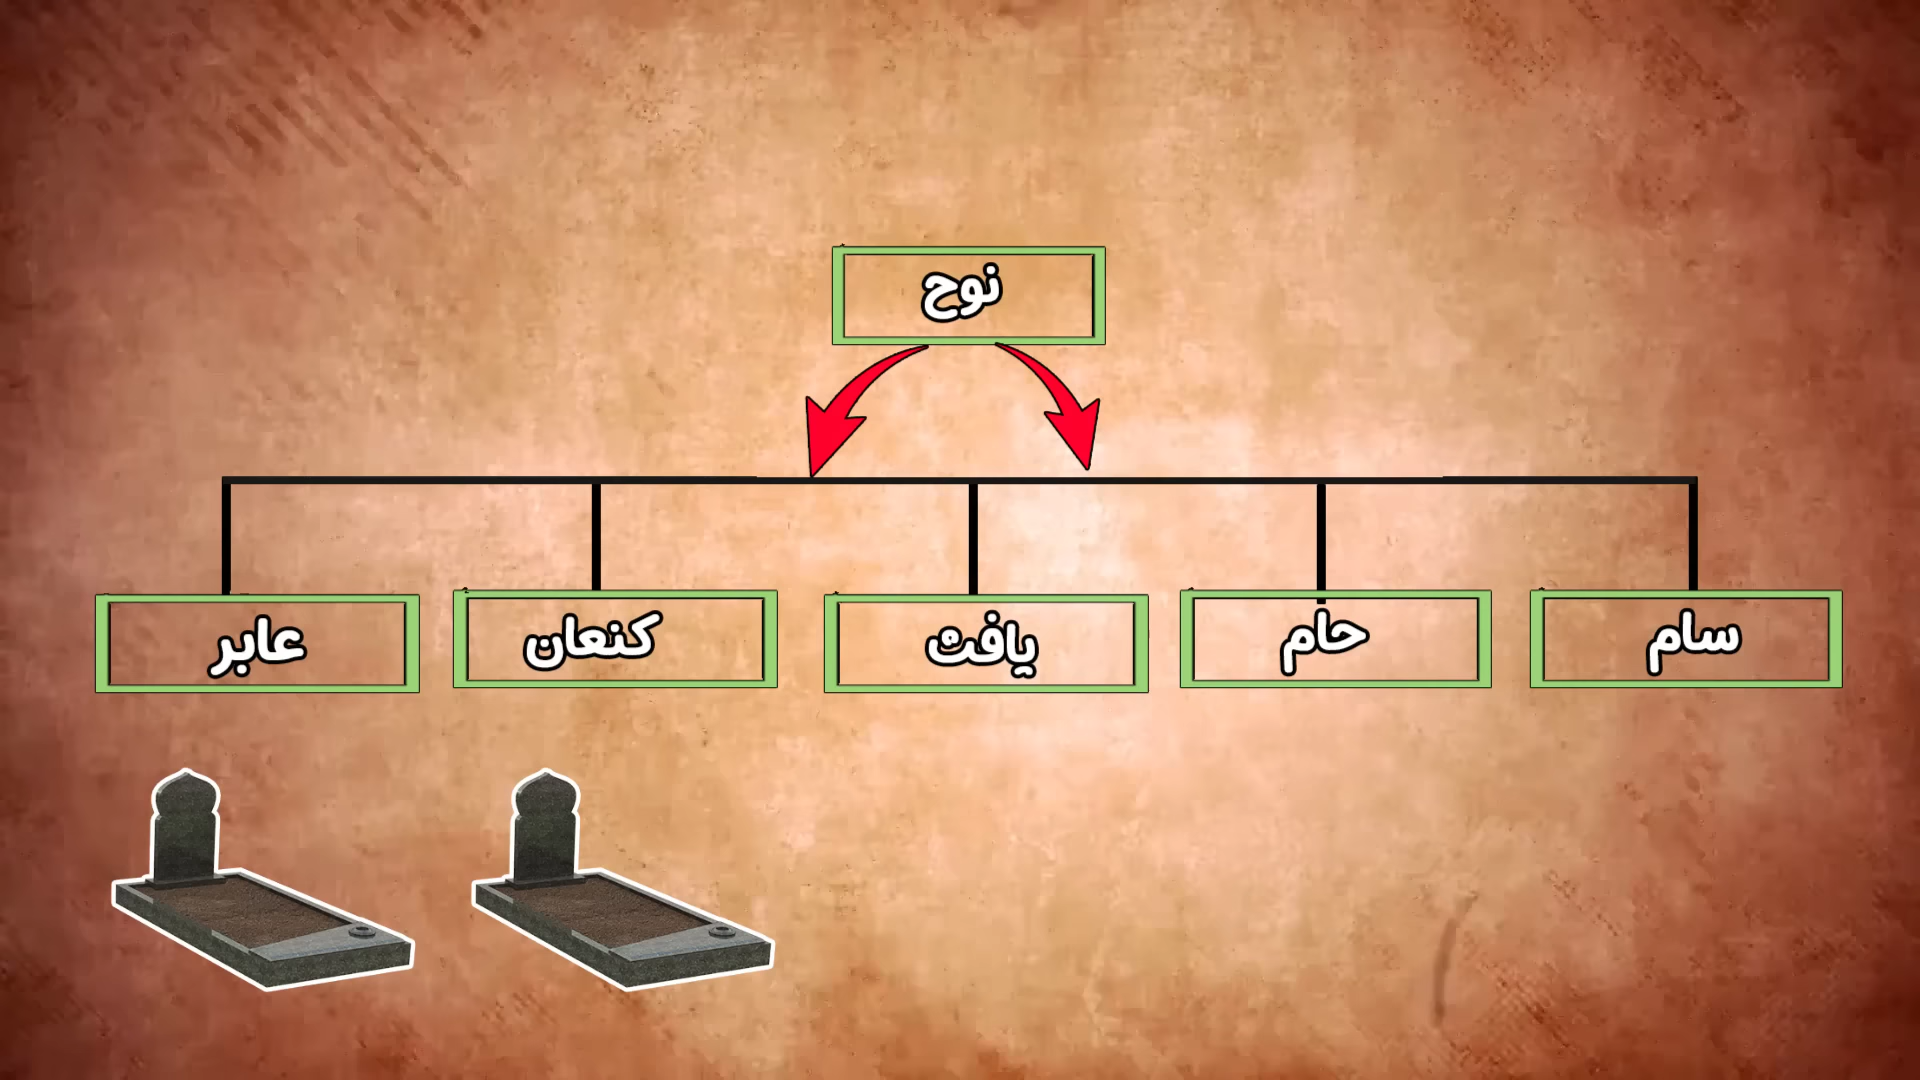 نوح
سام
حام
يافث
كنعان
عابر